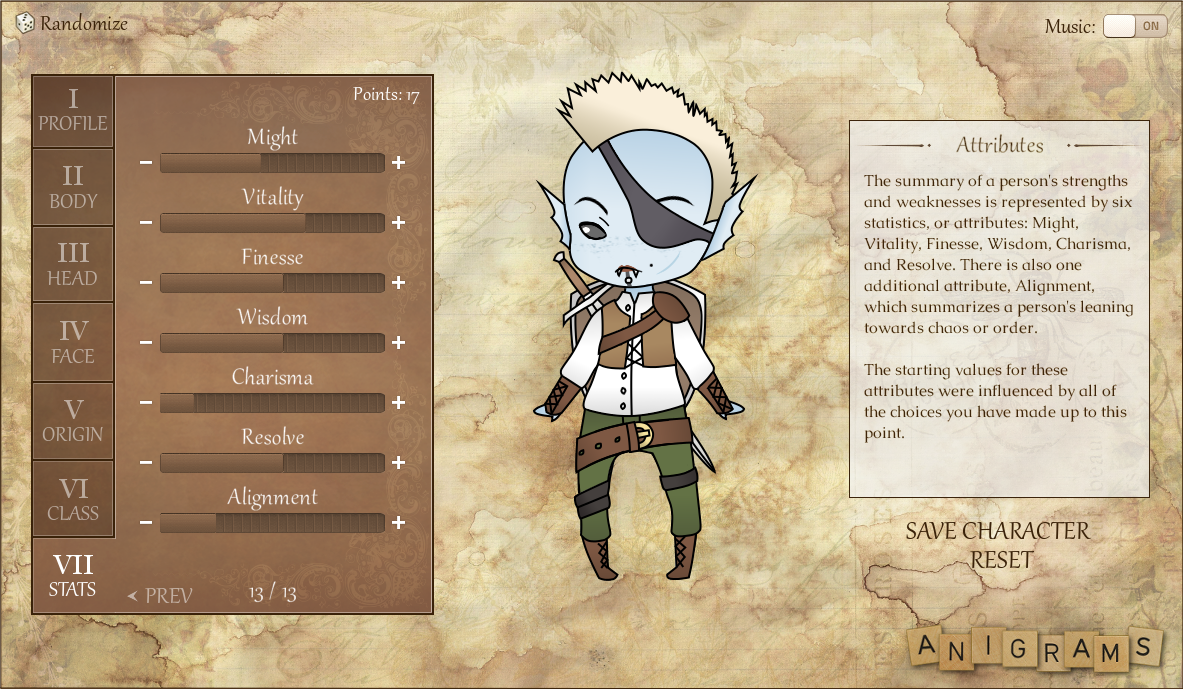 Randomize
Music: ON
I
PROFILE
II
BODY
III
HEAD
IV
FACE
V
ORIGIN
VI
CLASS
VII
STATS
Points: 17
Might
Vitality
Finesse
Wisdom
Charisma
Resolve
Alignment
PREV
13 / 13
Attributes
The summary of a person's strengths
and weaknesses is represented by six
statistics, or attributes: Might,
Vitality, Finesse, Wisdom, Charisma,
and Resolve. There is also one
additional attribute, Alignment,
which summarizes a person's leaning
towards chaos or order.
The starting values for these
attributes were influenced by all of
the choices you have made up to this
point.
SAVE CHARACTER
RESET
ANIGRAMS